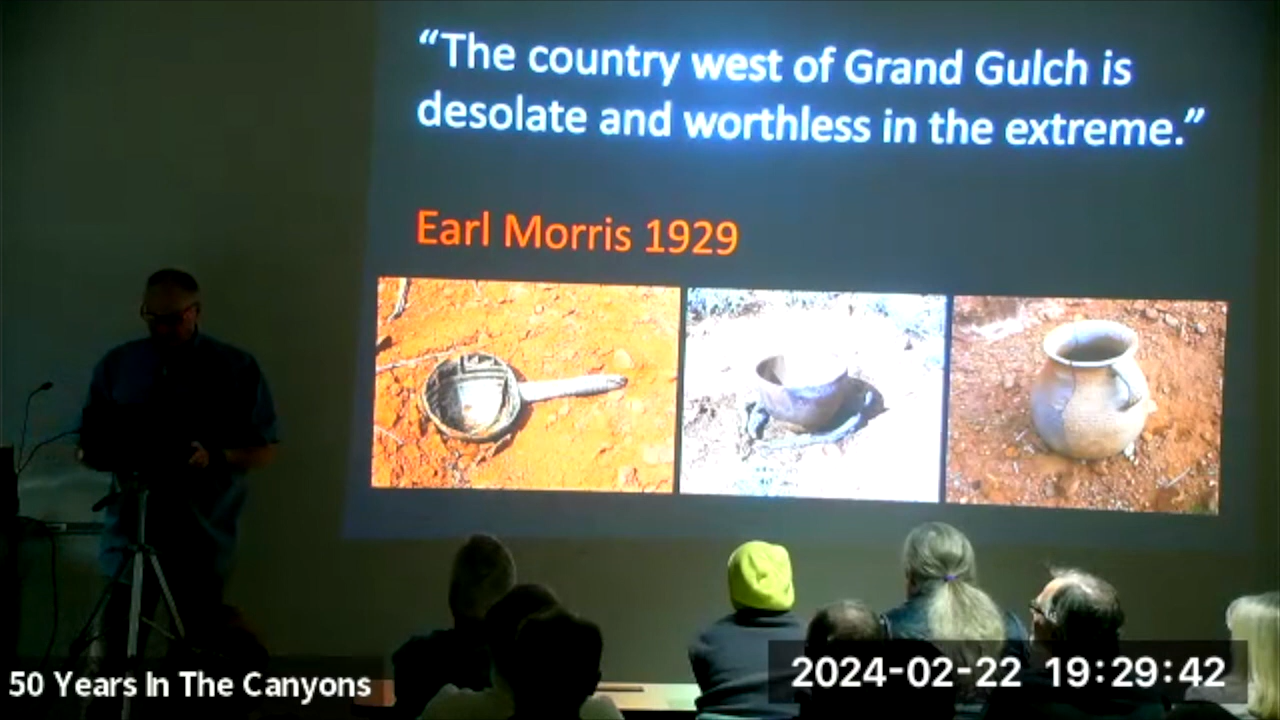 “The country west of Grand Gulch is
desolate and worthless in the extreme.”
Earl Morris 1929
50 Years In The Canyons
2024-02-22 19:29:42